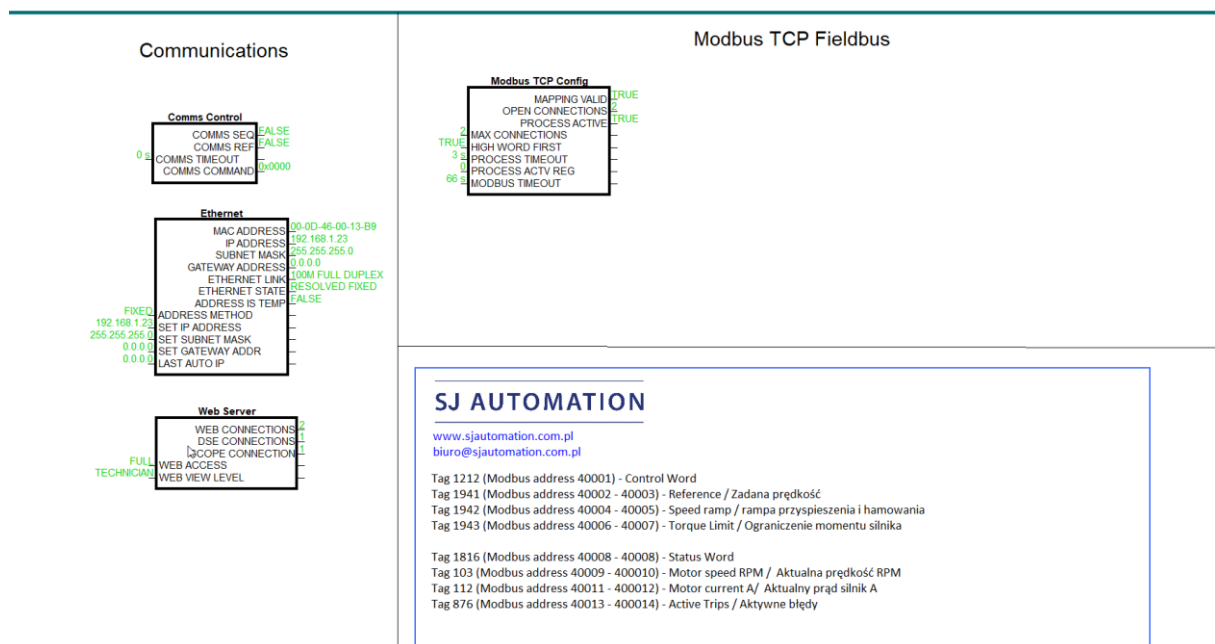 Communications
Comms Control
COMMS SEQ FALSE
COMMS REF FALSE
0 s COMMS TIMEOUT
COMMS COMMAND 0x0000
Ethernet
MAC ADDRESS 00-0D-46-00-13-B9
IP ADDRESS 192.168.1.23
SUBNET MASK 255.255.255.0
GATEWAY ADDRESS 0.0.0.0
ETHERNET LINK 100M FULL DUPLEX
ETHERNET STATE RESOLVED FIXED
ADDRESS IS TEMP FALSE
FIXED ADDRESS METHOD
192.168.1.23 SET IP ADDRESS
255.255.255.0 SET SUBNET MASK
0.0.0.0 SET GATEWAY ADDR
0.0.0.0 LAST AUTO IP
Web Server
WEB CONNECTIONS 2
DSE CONNECTIONS 1
SCOPE CONNECTION 1
FULL WEB ACCESS
TECHNICIAN WEB VIEW LEVEL
Modbus TCP Fieldbus
Modbus TCP Config
MAPPING VALID TRUE
OPEN CONNECTIONS 2
PROCESS ACTIVE TRUE
2 MAX CONNECTIONS
TRUE HIGH WORD FIRST
3 s PROCESS TIMEOUT
0 PROCESS ACTV REG
66 s MODBUS TIMEOUT
SJ AUTOMATION
www.sjautomation.com.pl
biuro@sjautomation.com.pl
Tag 1212 (Modbus address 40001) - Control Word
Tag 1941 (Modbus address 40002 - 40003) - Reference / Zadana prędkość
Tag 1942 (Modbus address 40004 - 40005) - Speed ramp / rampa przyspieszenia i hamowania
Tag 1943 (Modbus address 40006 - 40007) - Torque Limit / Ograniczenie momentu silnika
Tag 1816 (Modbus address 40008 - 40008) - Status Word
Tag 103 (Modbus address 40009 - 400010) - Motor speed RPM / Aktualna prędkość RPM
Tag 112 (Modbus address 40011 - 400012) - Motor current A/ Aktualny prąd silnik A
Tag 876 (Modbus address 40013 - 400014) - Active Trips / Aktywne błędy